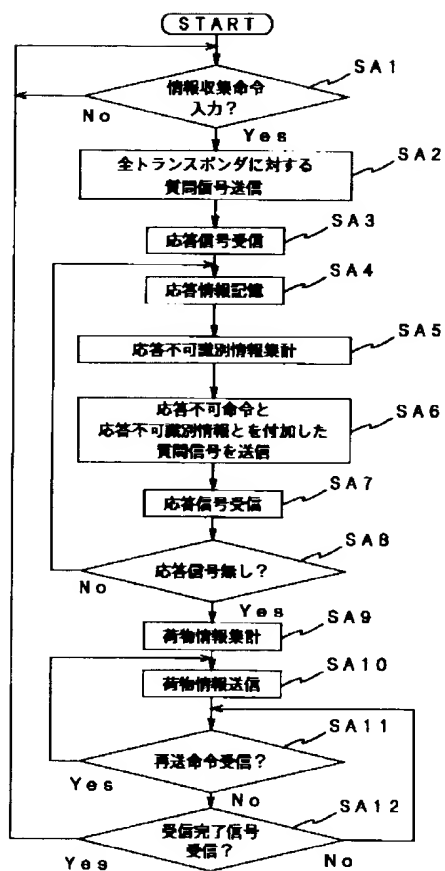 START
SA1
情報収集命令
入力？
No
Yes
SA2
全トランスポンダに対する
質問信号送信
SA3
応答信号受信
SA4
応答情報記憶
SA5
応答不可識別情報集計
SA6
応答不可命令と
応答不可識別情報とを付加した
質問信号を送信
SA7
応答信号受信
SA8
応答信号無し？
No
Yes
SA9
荷物情報集計
SA10
荷物情報送信
SA11
再送命令受信？
Yes
No
SA12
受信完了信号
受信？
Yes
No